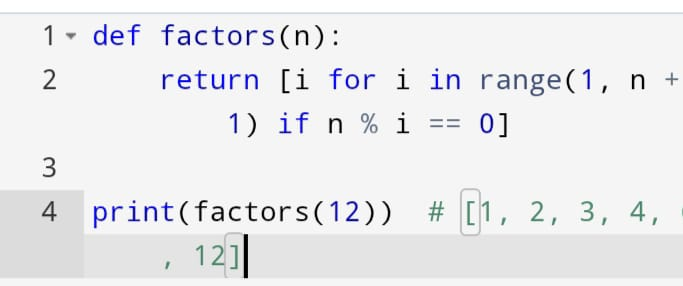 1 def factors(n):
2 return [i for i in range(1, n +
1) if n % i == 0]
3
4 print(factors(12))  # [1, 2, 3, 4,
, 12]